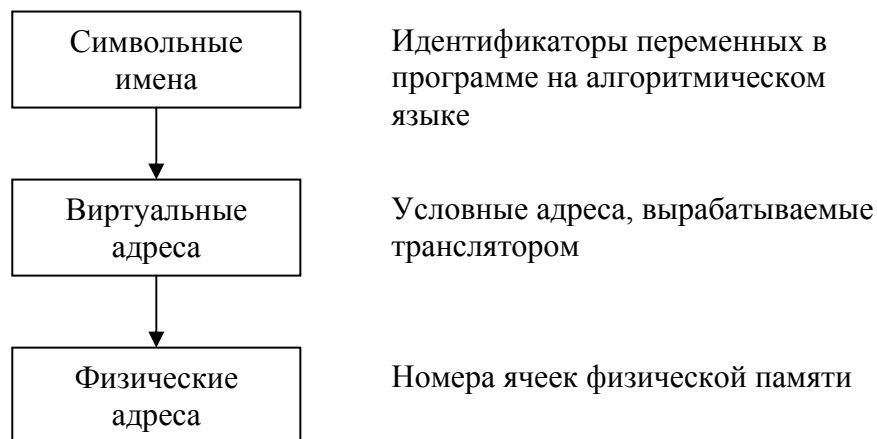 Символьные
имена
Идентификаторы переменных в
программе на алгоритмическом
языке
Виртуальные
адреса
Условные адреса, вырабатываемые
транслятором
Физические
адреса
Номера ячеек физической памяти